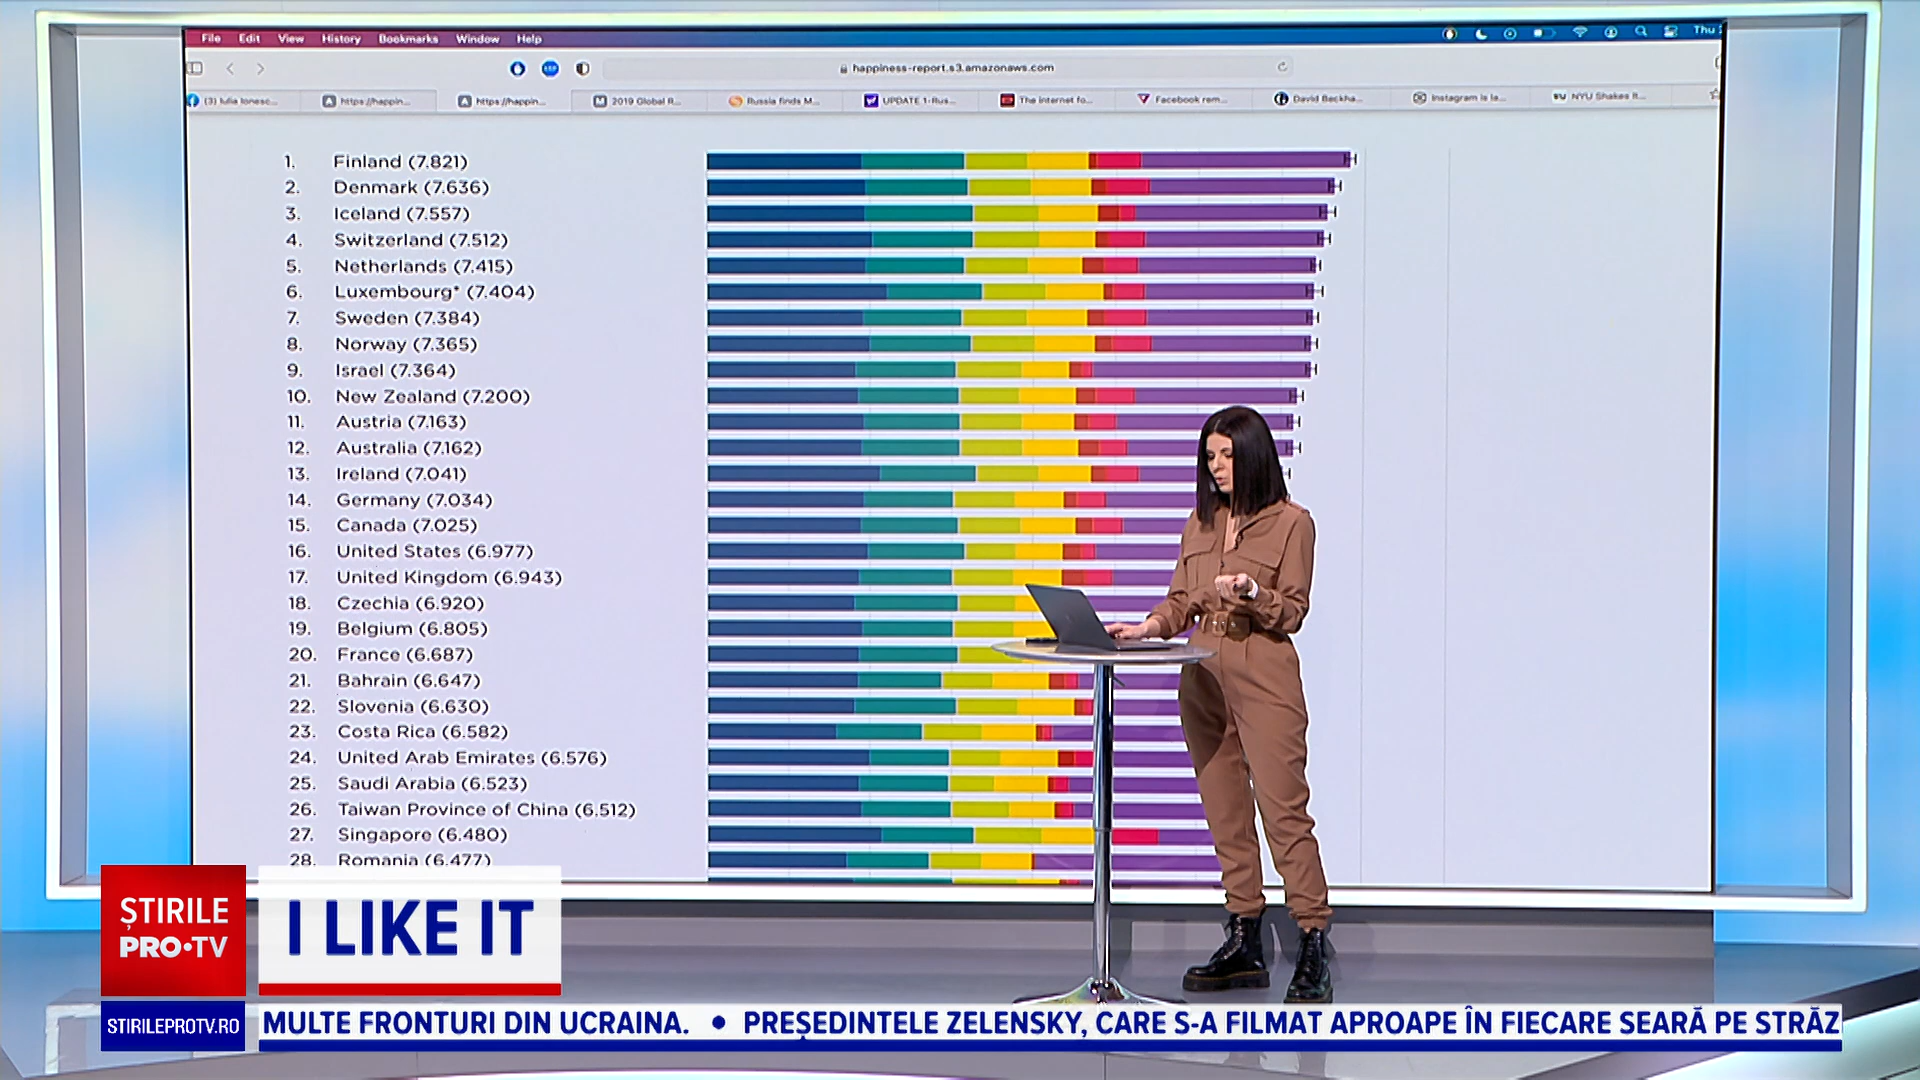 File Edit View History Bookmarks Window Help Thu
happiness-report.s3.amazonaws.com
(3) Iulia Ionesc... https://happin... https://happin... 2019 Global R... Russia finds M... UPDATE 1-Rus... The Internet fo... Facebook rem... David Beckha... Instagram is la... NYU Shakes It...
1. Finland (7.821)
2. Denmark (7.636)
3. Iceland (7.557)
4. Switzerland (7.512)
5. Netherlands (7.415)
6. Luxembourg* (7.404)
7. Sweden (7.384)
8. Norway (7.365)
9. Israel (7.364)
10. New Zealand (7.200)
11. Austria (7.163)
12. Australia (7.162)
13. Ireland (7.041)
14. Germany (7.034)
15. Canada (7.025)
16. United States (6.977)
17. United Kingdom (6.943)
18. Czechia (6.920)
19. Belgium (6.805)
20. France (6.687)
21. Bahrain (6.647)
22. Slovenia (6.630)
23. Costa Rica (6.582)
24. United Arab Emirates (6.576)
25. Saudi Arabia (6.523)
26. Taiwan Province of China (6.512)
27. Singapore (6.480)
28. Romania (6.477)
ȘTIRILE
PRO•TV
I LIKE IT
STIRILEPROTV.RO
MULTE FRONTURI DIN UCRAINA. • PREȘEDINTELE ZELENSKY, CARE S-A FILMAT APROAPE ÎN FIECARE SEARĂ PE STRĂZ